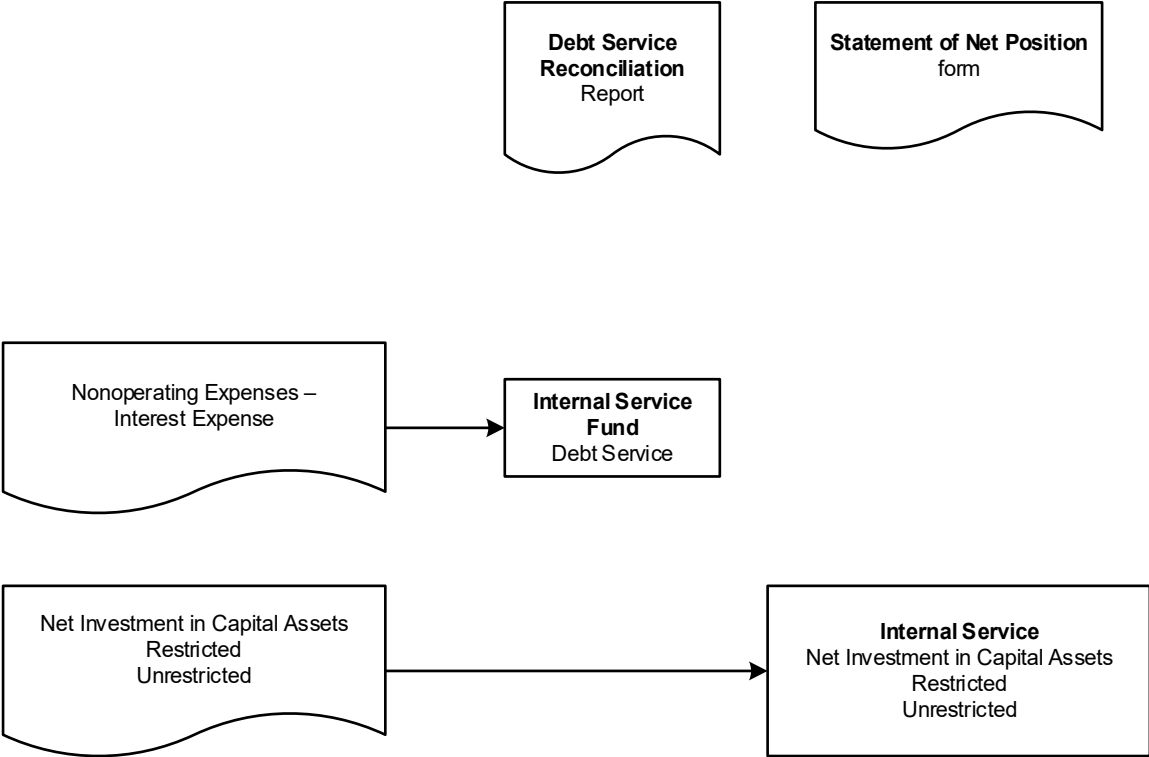 Debt Service
Reconciliation
Report
Statement of Net Position
form
Nonoperating Expenses –
Interest Expense
Internal Service
Fund
Debt Service
Net Investment in Capital Assets
Restricted
Unrestricted
Internal Service
Net Investment in Capital Assets
Restricted
Unrestricted